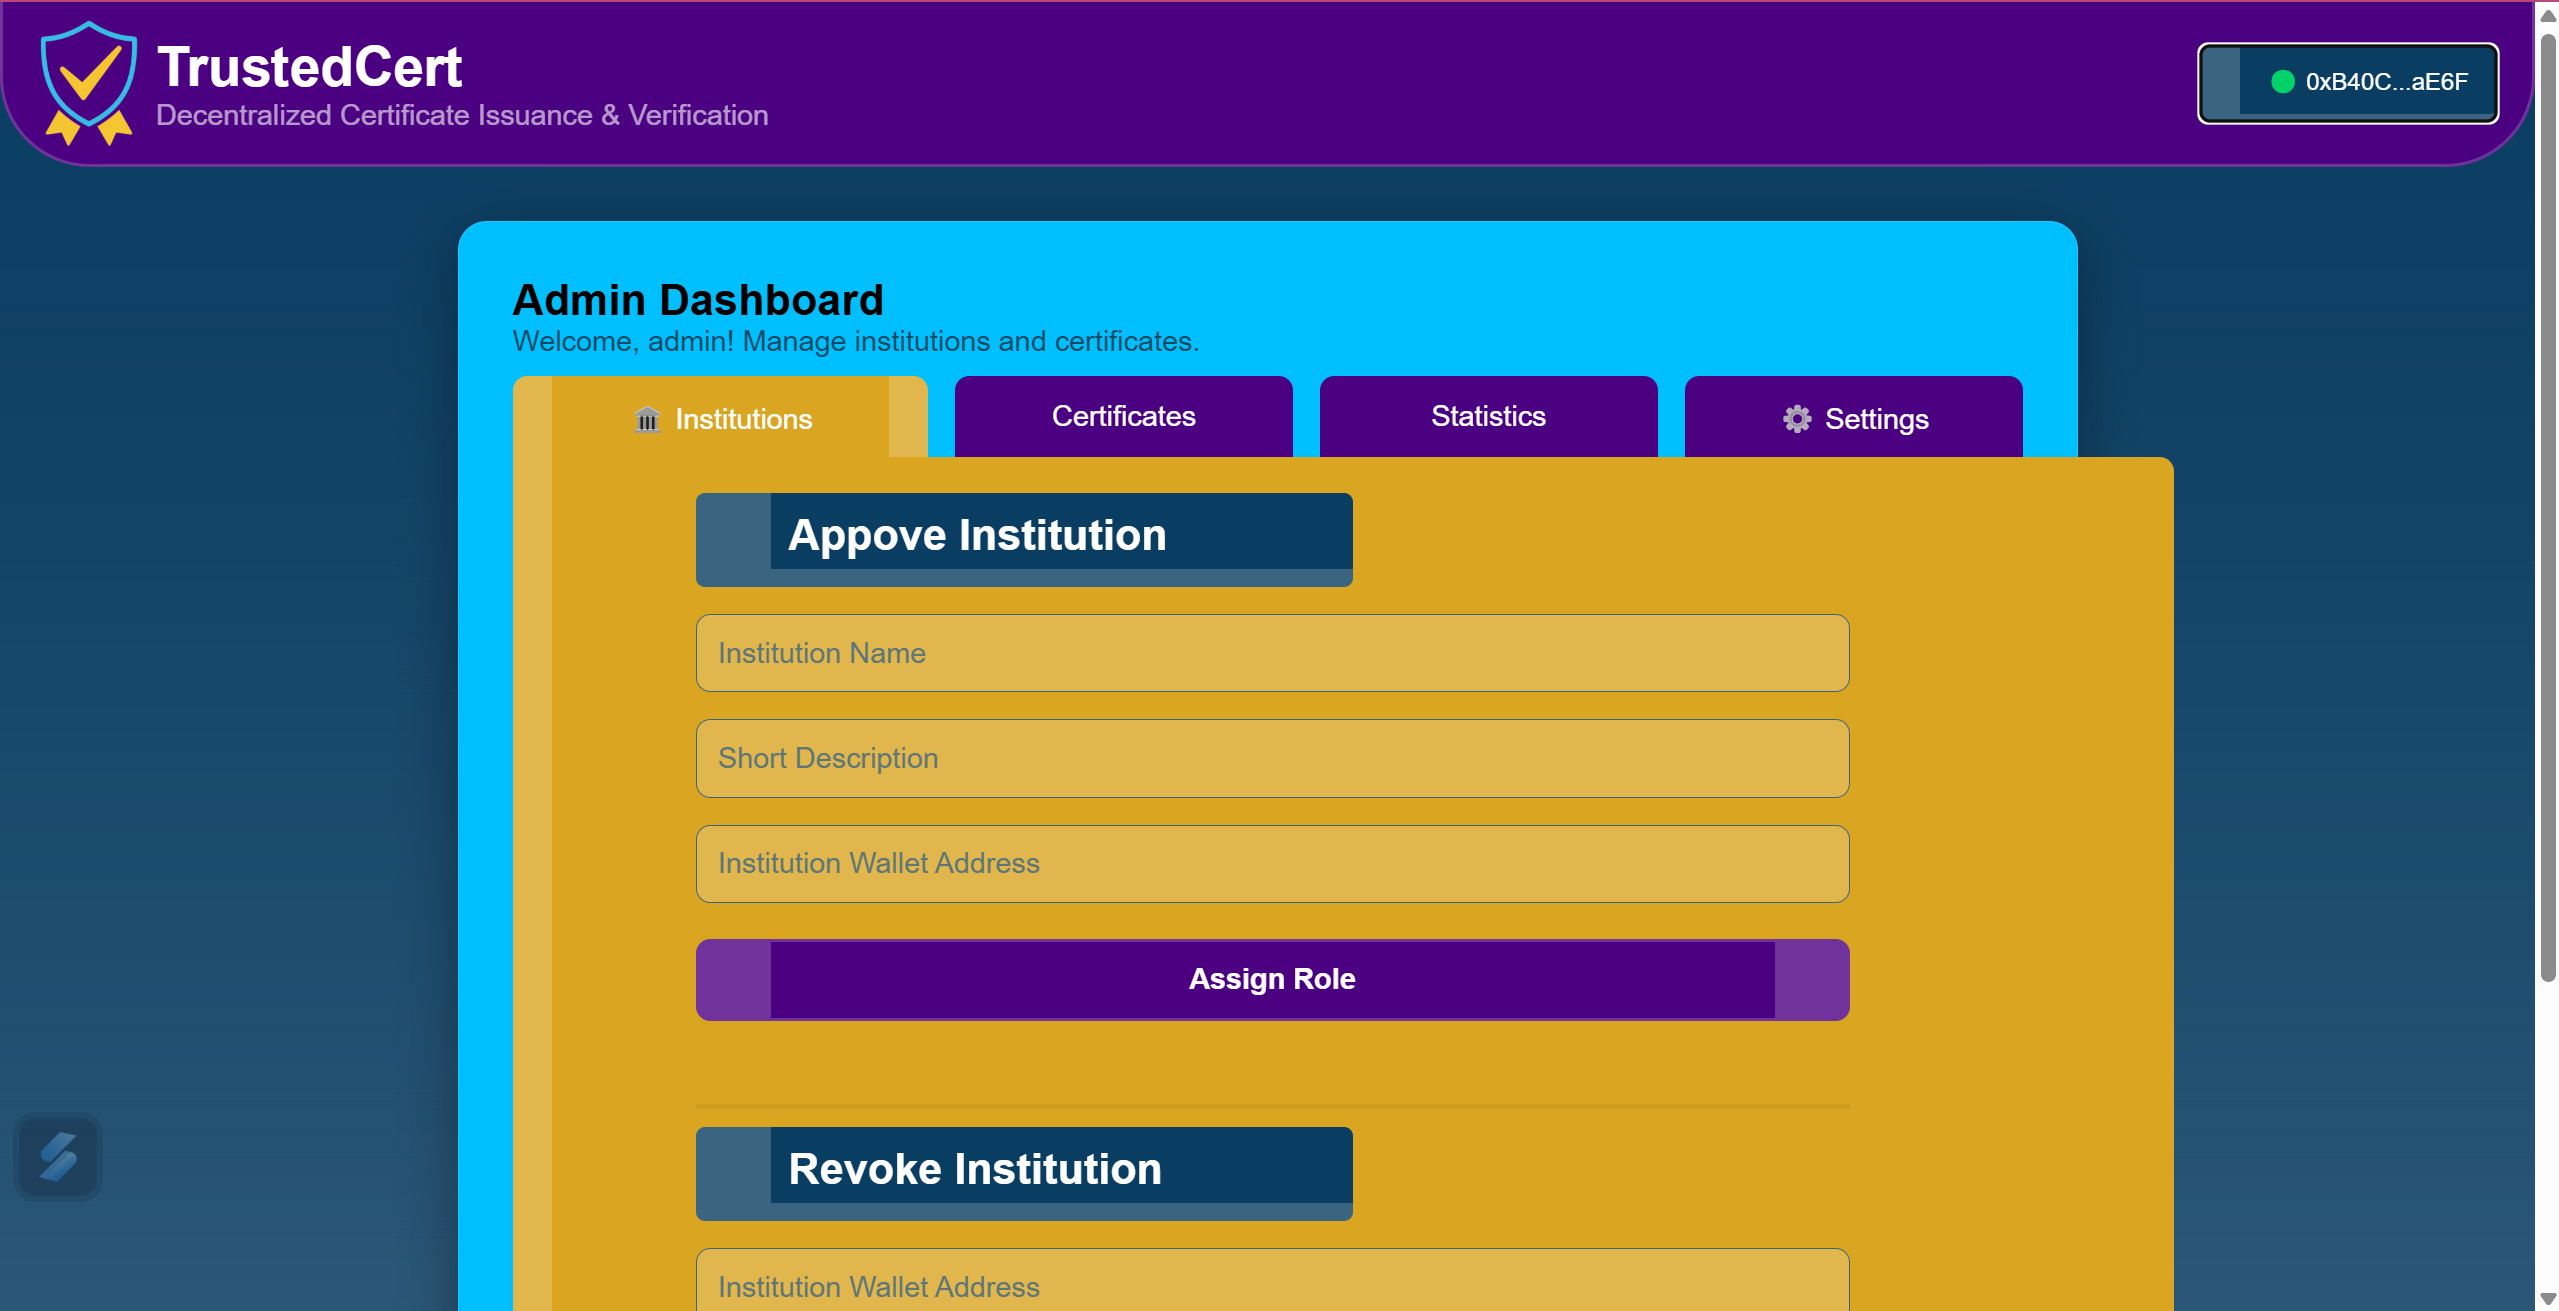 TrustedCert
Decentralized Certificate Issuance & Verification
0xB40C...aE6F
Admin Dashboard
Welcome, admin! Manage institutions and certificates.
Institutions
Certificates
Statistics
Settings
Appove Institution
Institution Name
Short Description
Institution Wallet Address
Assign Role
Revoke Institution
Institution Wallet Address